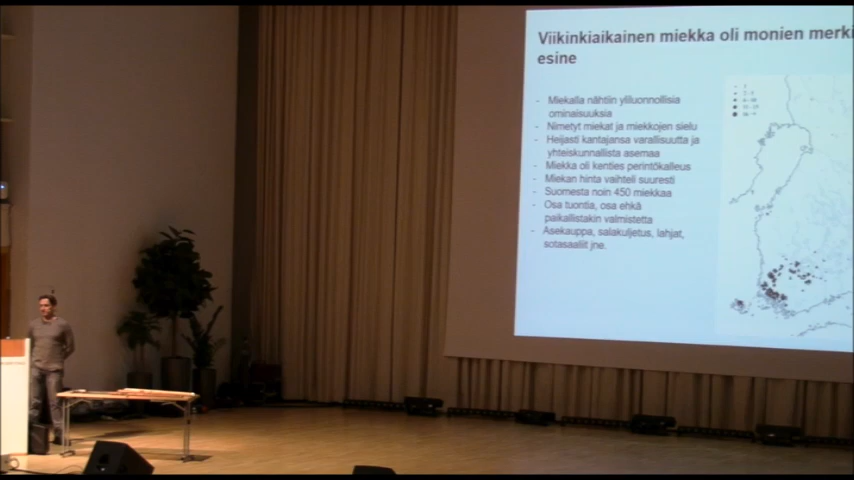 Viikinkiaikainen miekka oli monien merki
esine
- Miekalla nähtiin yliluonnollisia
ominaisuuksia
- Nimetyt miekat ja miekkojen sielu
- Heijasti kantajansa varallisuutta ja
yhteiskunnallista asemaa
- Miekka oli kenties perintökalleus
- Miekan hinta vaihteli suuresti
- Suomesta noin 450 miekkaa
- Osa tuontia, osa ehkä
paikallistakin valmistetta
- Asekauppa, salakuljetus, lahjat,
sotasaaliit jne.